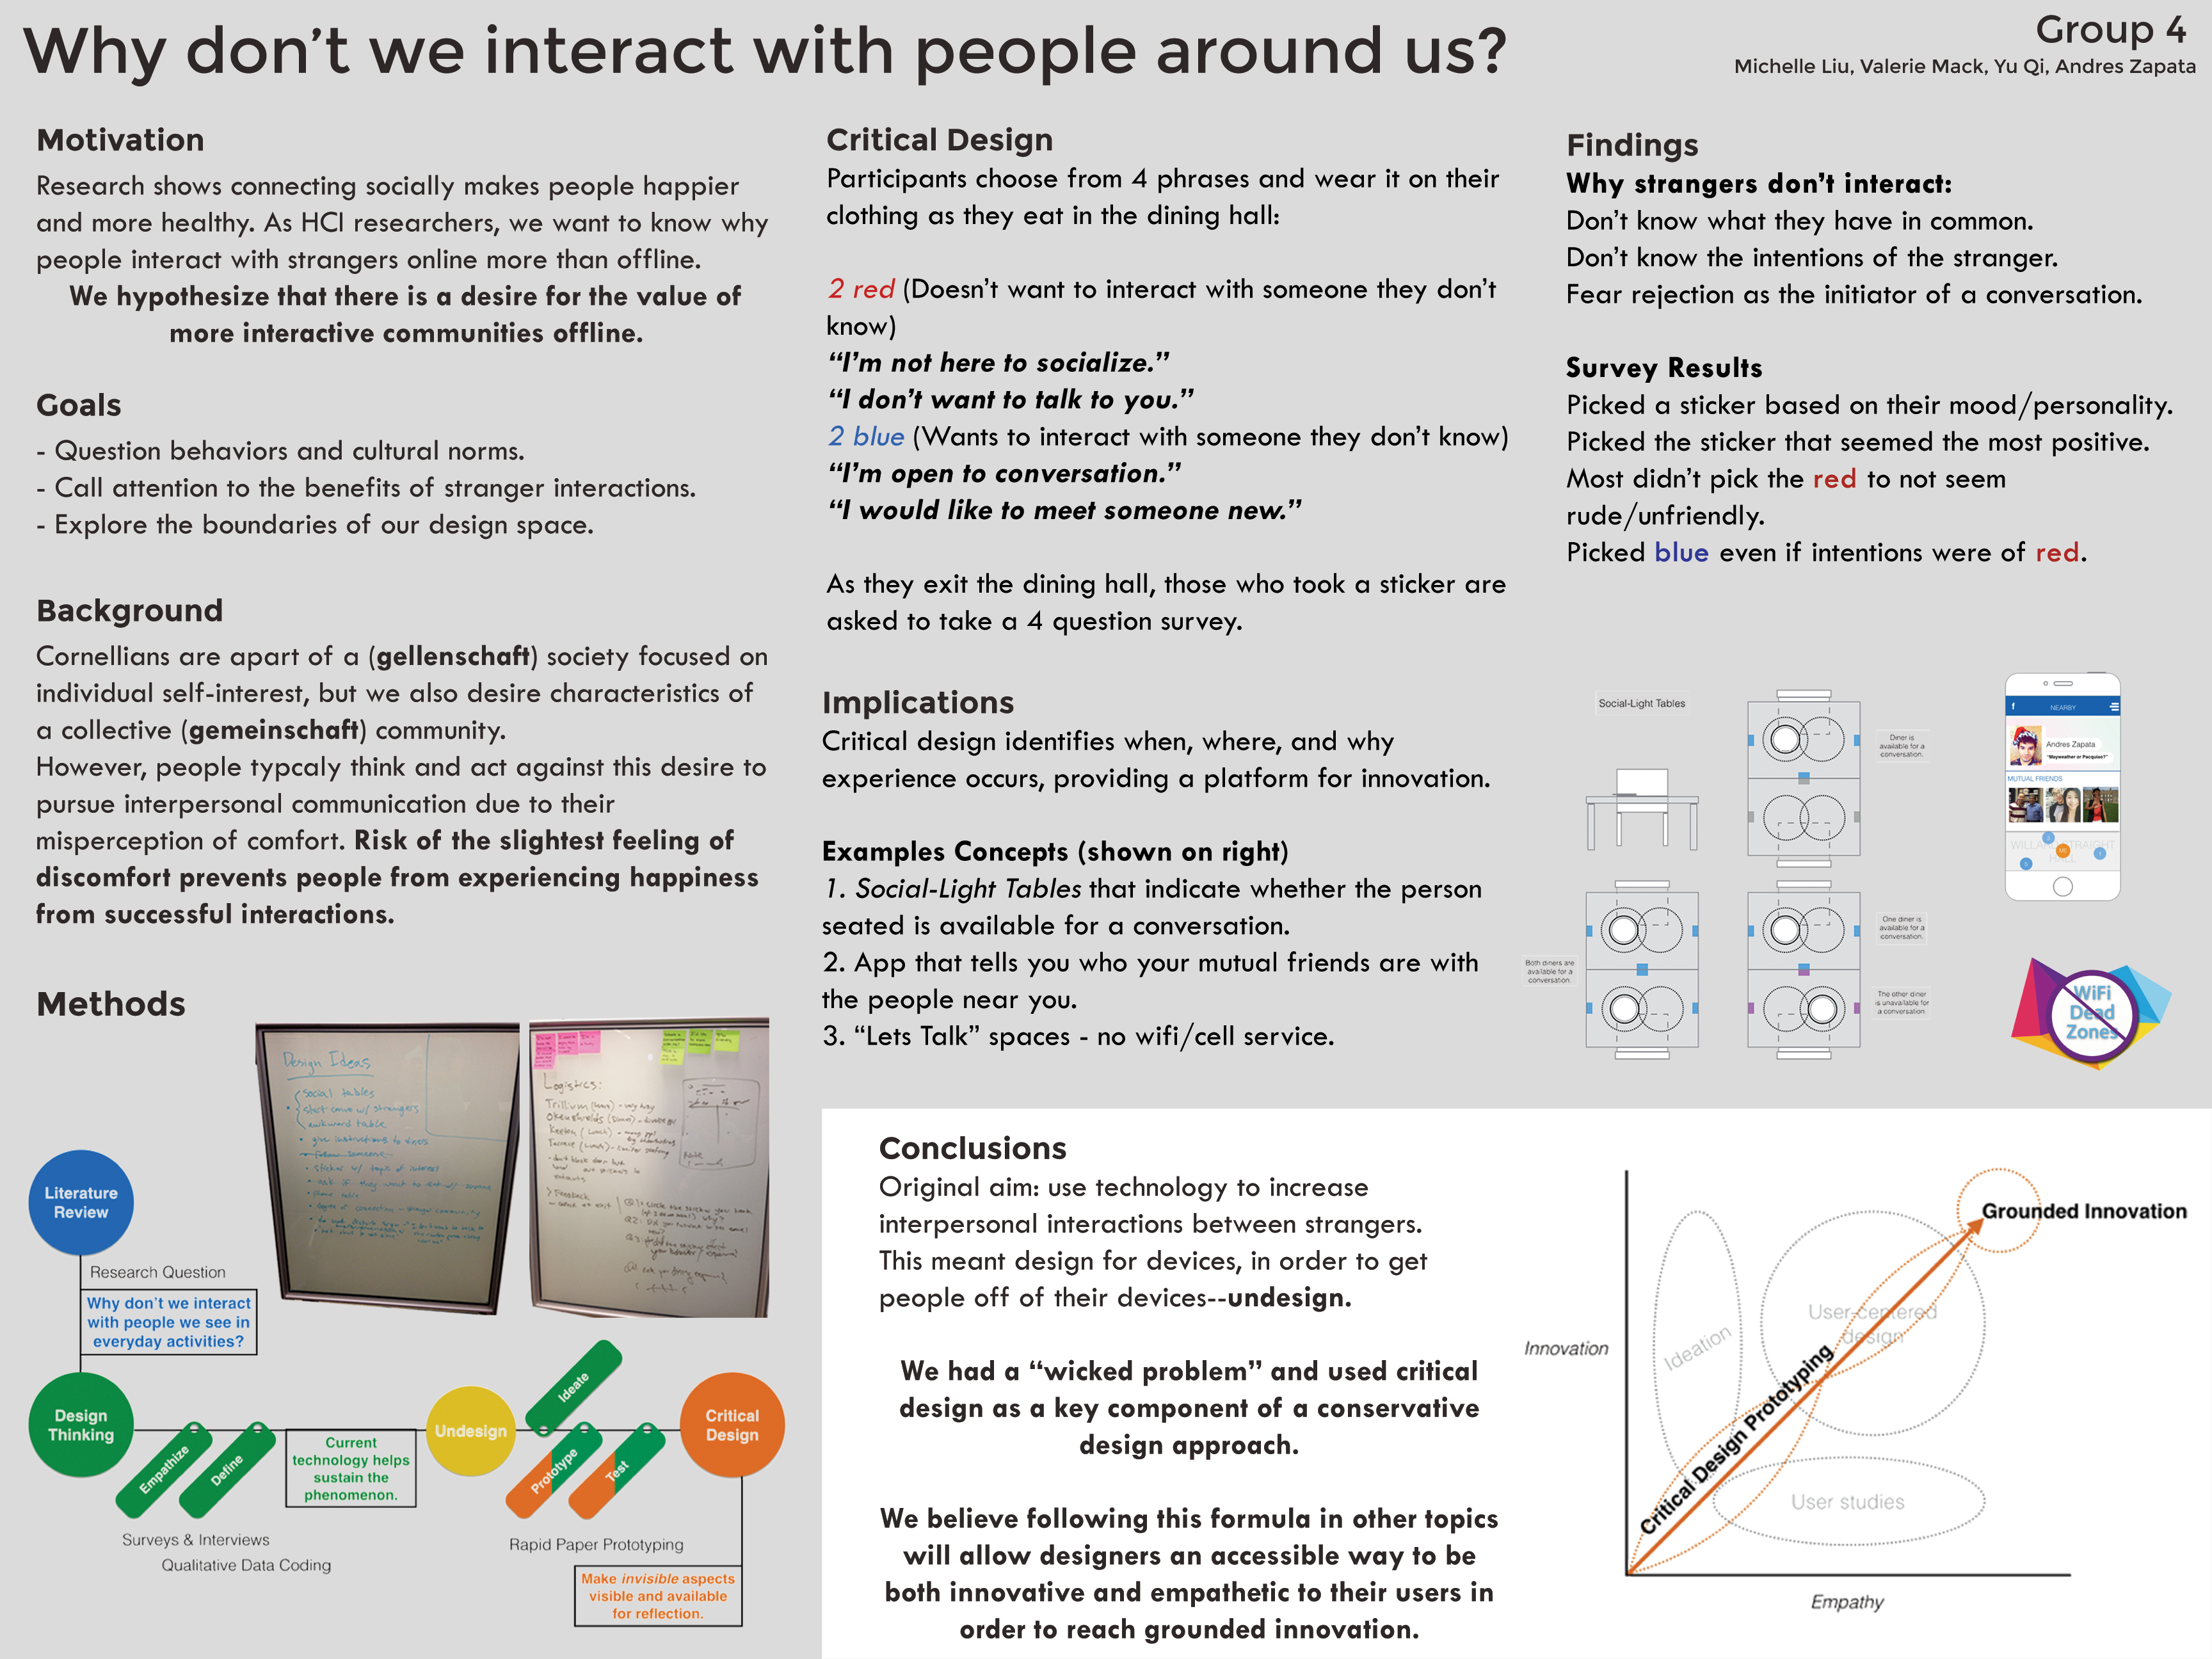 Why don't we interact with people around us?
Group 4
Michelle Liu, Valerie Mack, Yu Qi, Andres Zapata
Motivation
Research shows connecting socially makes people happier
and more healthy. As HCI researchers, we want to know why
people interact with strangers online more than offline.
We hypothesize that there is a desire for the value of
more interactive communities offline.
Goals
- Question behaviors and cultural norms.
- Call attention to the benefits of stranger interactions.
- Explore the boundaries of our design space.
Background
Cornellians are apart of a (gellenschaft) society focused on
individual self-interest, but we also desire characteristics of
a collective (gemeinschaft) community.
However, people typcaly think and act against this desire to
pursue interpersonal communication due to their
misperception of comfort. Risk of the slightest feeling of
discomfort prevents people from experiencing happiness
from successful interactions.
Methods
Design Ideas
social tables
start convo w/ strangers
awkward table
give instructions to diners
follow someone
sticker w/ topic of interest
Logistics:
Literature
Review
Research Question
Why don't we interact
with people we see in
everyday activities?
Design
Thinking
Empathize
Define
Current
technology helps
sustain the
phenomenon.
Surveys & Interviews
Qualitative Data Coding
Undesign
Ideate
Prototype
Test
Rapid Paper Prototyping
Critical
Design
Make invisible aspects
visible and available
for reflection.
Critical Design
Participants choose from 4 phrases and wear it on their
clothing as they eat in the dining hall:
2 red (Doesn't want to interact with someone they don't
know)
“I'm not here to socialize.”
“I don't want to talk to you.”
2 blue (Wants to interact with someone they don't know)
“I'm open to conversation.”
“I would like to meet someone new.”
As they exit the dining hall, those who took a sticker are
asked to take a 4 question survey.
Implications
Critical design identifies when, where, and why
experience occurs, providing a platform for innovation.
Examples Concepts (shown on right)
1. Social-Light Tables that indicate whether the person
seated is available for a conversation.
2. App that tells you who your mutual friends are with
the people near you.
3. “Lets Talk” spaces - no wifi/cell service.
Findings
Why strangers don't interact:
Don't know what they have in common.
Don't know the intentions of the stranger.
Fear rejection as the initiator of a conversation.
Survey Results
Picked a sticker based on their mood/personality.
Picked the sticker that seemed the most positive.
Most didn't pick the red to not seem
rude/unfriendly.
Picked blue even if intentions were of red.
Social-Light Tables
Diner is
available for a
conversation.
Both diners are
available for a
conversation.
One diner is
available for a
conversation.
The other diner
is unavailable for
a conversation.
f
NEARBY
Andres Zapata
"Mayweather or Pacquiao?"
MUTUAL FRIENDS
WILLARD STRAIGHT
HALL
ME
WiFi
Dead
Zones
Conclusions
Original aim: use technology to increase
interpersonal interactions between strangers.
This meant design for devices, in order to get
people off of their devices--undesign.
We had a “wicked problem” and used critical
design as a key component of a conservative
design approach.
We believe following this formula in other topics
will allow designers an accessible way to be
both innovative and empathetic to their users in
order to reach grounded innovation.
Innovation
Grounded Innovation
User-centered
design
Ideation
Critical Design Prototyping
User studies
Empathy